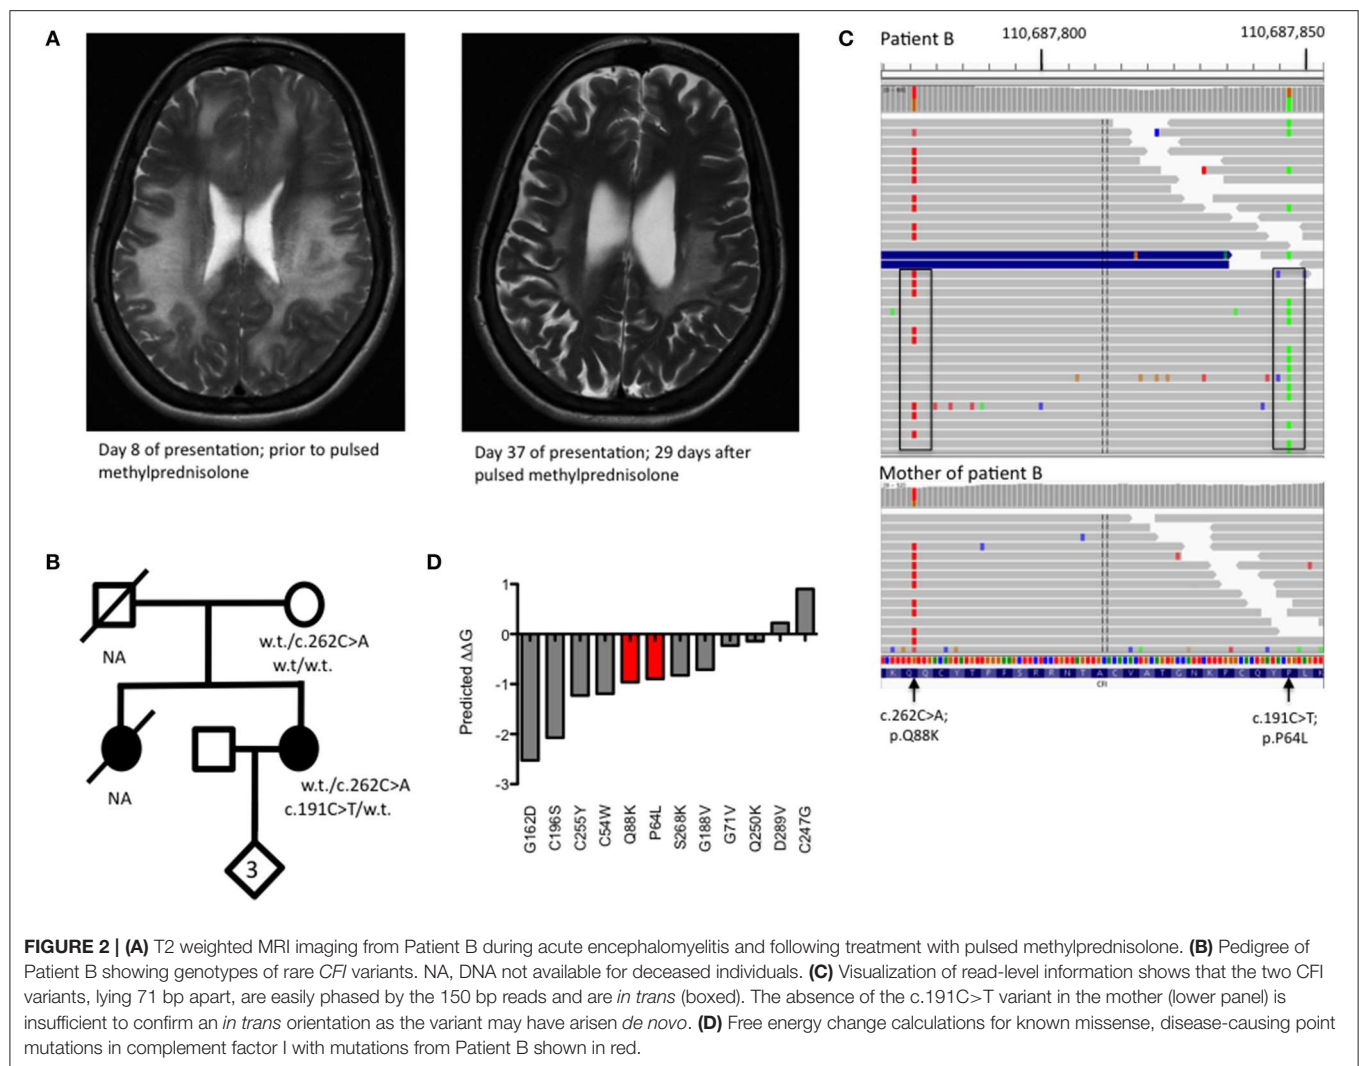 A
Day 8 of presentation; prior to pulsed
methylprednisolone
Day 37 of presentation; 29 days after
pulsed methylprednisolone
C
Patient B
110,687,800
110,687,850
Mother of patient B
CFI
c.262C>A;
p.Q88K
c.191C>T;
p.P64L
B
NA
w.t./c.262C>A
w.t/w.t.
NA
w.t./c.262C>A
c.191C>T/w.t.
3
D
Predicted ΔΔG
1
0
-1
-2
-3
G162D
C196S
C255Y
C54W
Q88K
P64L
S268K
G188V
G71V
Q250K
D289V
C247G
FIGURE 2 | (A) T2 weighted MRI imaging from Patient B during acute encephalomyelitis and following treatment with pulsed methylprednisolone. (B) Pedigree of
Patient B showing genotypes of rare CFI variants. NA, DNA not available for deceased individuals. (C) Visualization of read-level information shows that the two CFI
variants, lying 71 bp apart, are easily phased by the 150 bp reads and are in trans (boxed). The absence of the c.191C>T variant in the mother (lower panel) is
insufficient to confirm an in trans orientation as the variant may have arisen de novo. (D) Free energy change calculations for known missense, disease-causing point
mutations in complement factor I with mutations from Patient B shown in red.